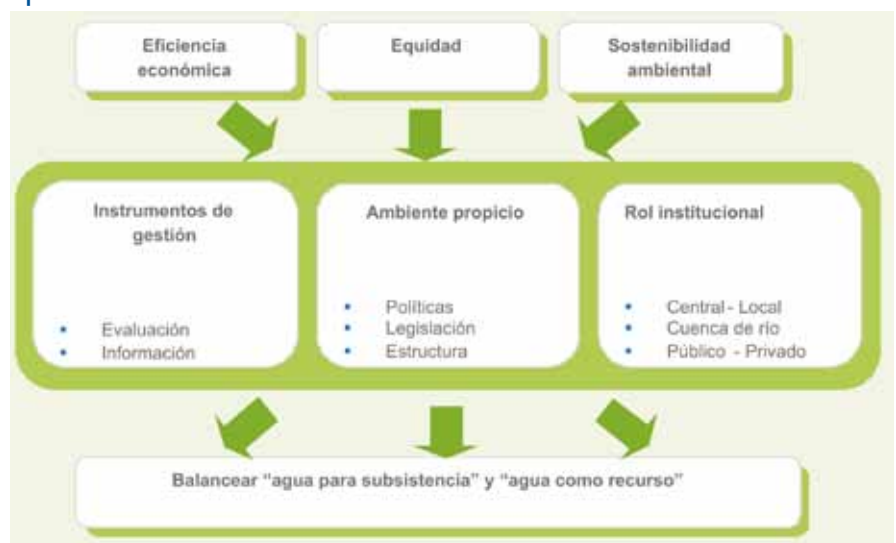 Eficiencia
económica
Equidad
Sostenibilidad
ambiental
Instrumentos de
gestión
• Evaluación
• Información
Ambiente propicio
• Políticas
• Legislación
• Estructura
Rol institucional
• Central - Local
• Cuenca de río
• Público - Privado
Balancear “agua para subsistencia” y “agua como recurso”